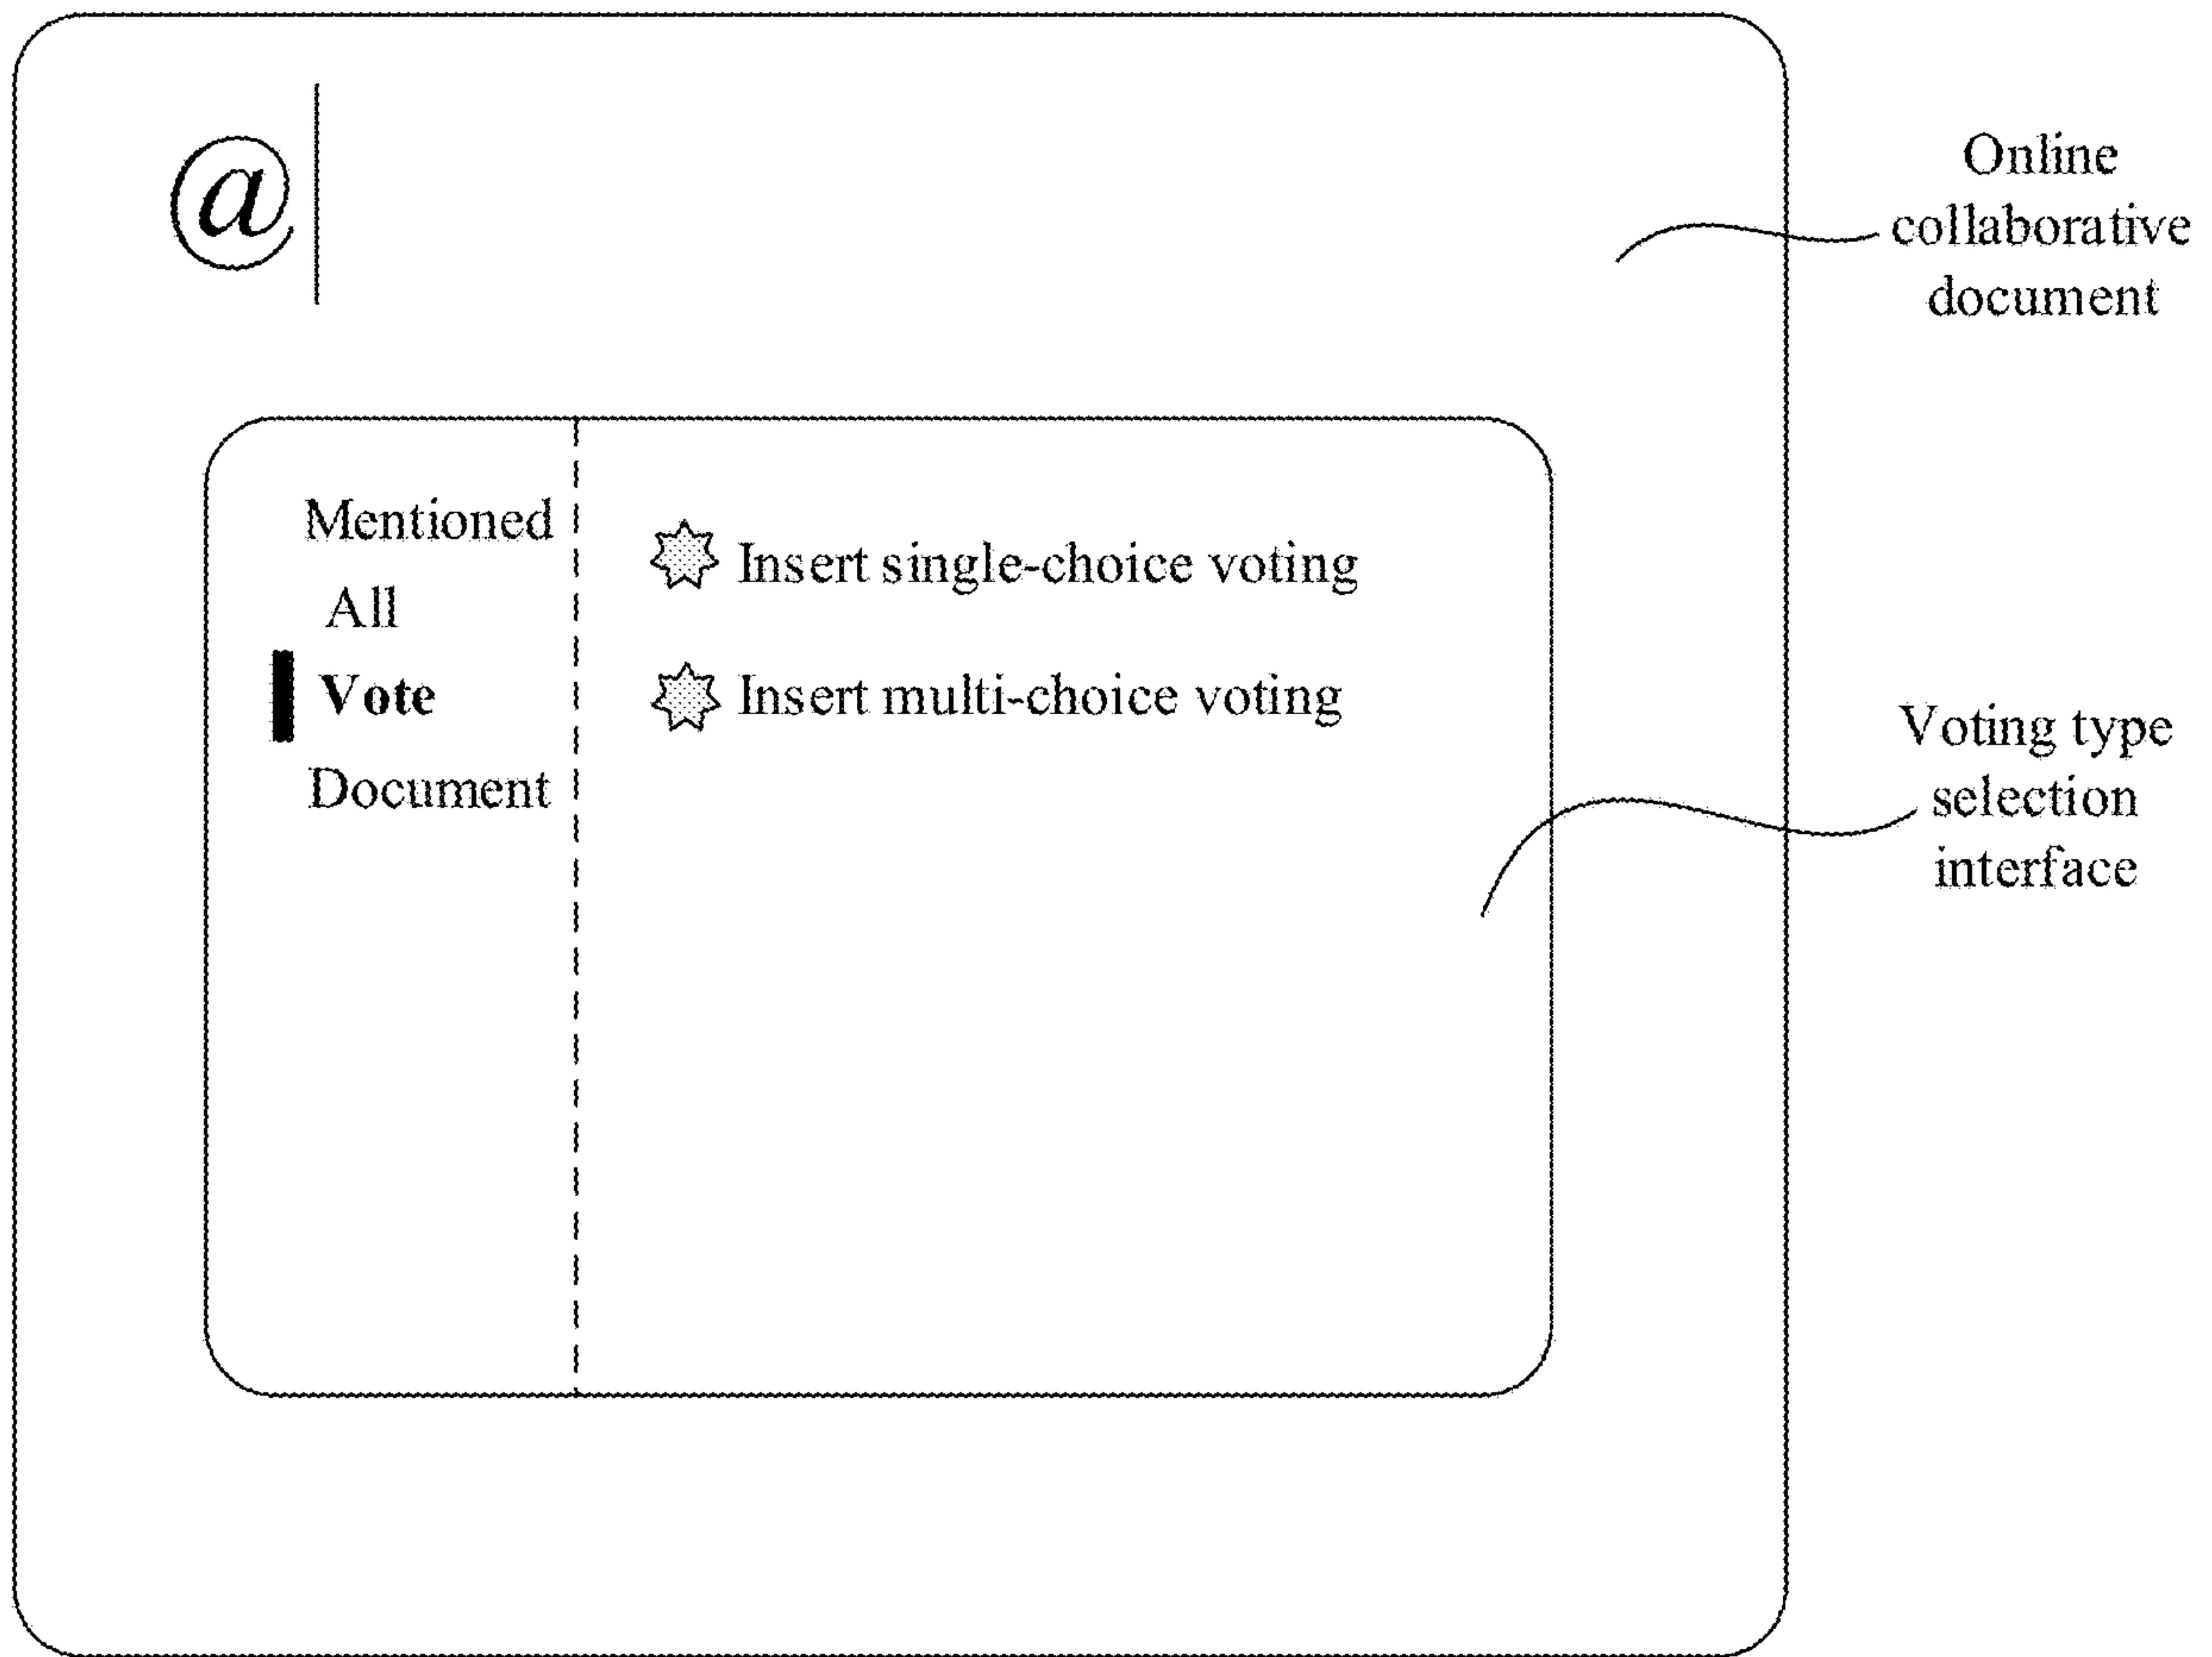 @
Online
collaborative
document
Mentioned
All
Vote
Document
Insert single-choice voting
Insert multi-choice voting
Voting type
selection
interface